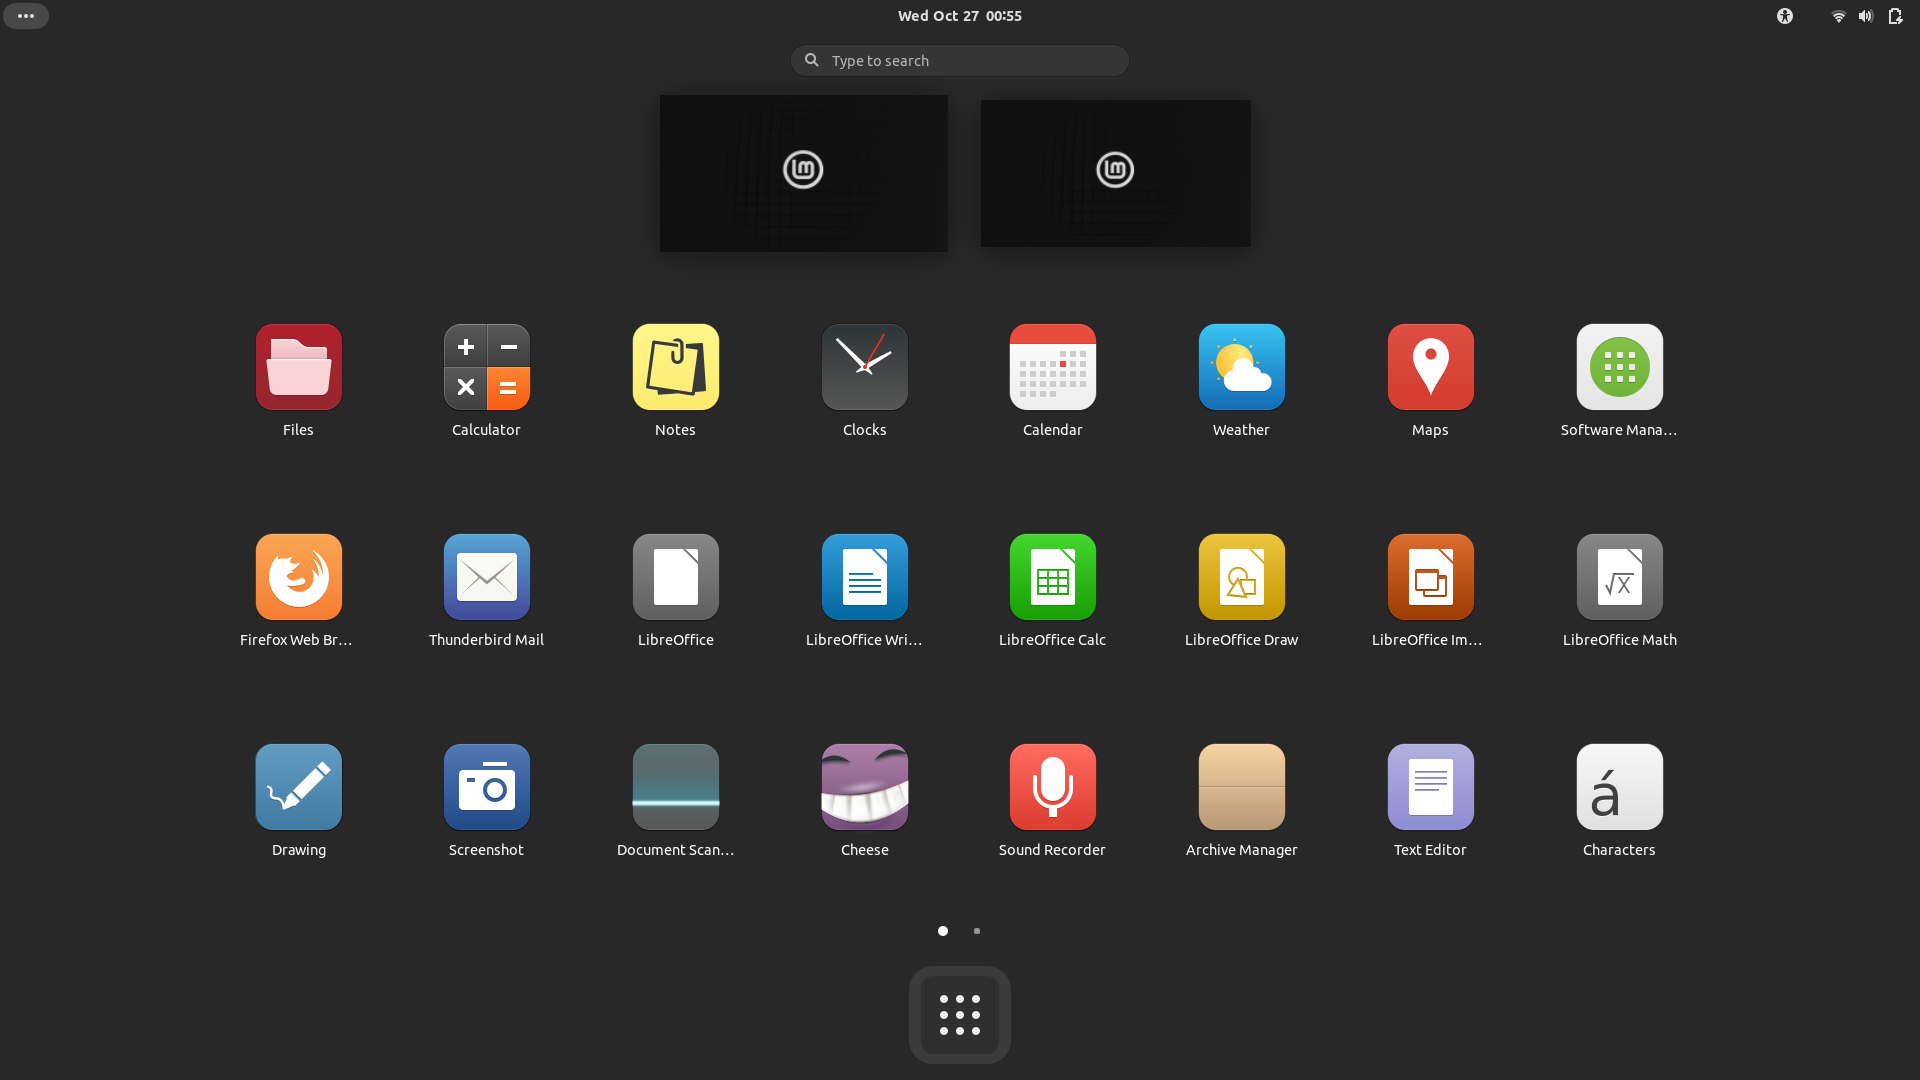 Wed Oct 27 00:55
Type to search
Files
Calculator
Notes
Clocks
Calendar
Weather
Maps
Software Mana...
Firefox Web Br...
Thunderbird Mail
LibreOffice
LibreOffice Wri...
LibreOffice Calc
LibreOffice Draw
LibreOffice Im...
LibreOffice Math
Drawing
Screenshot
Document Scan...
Cheese
Sound Recorder
Archive Manager
Text Editor
á
Characters